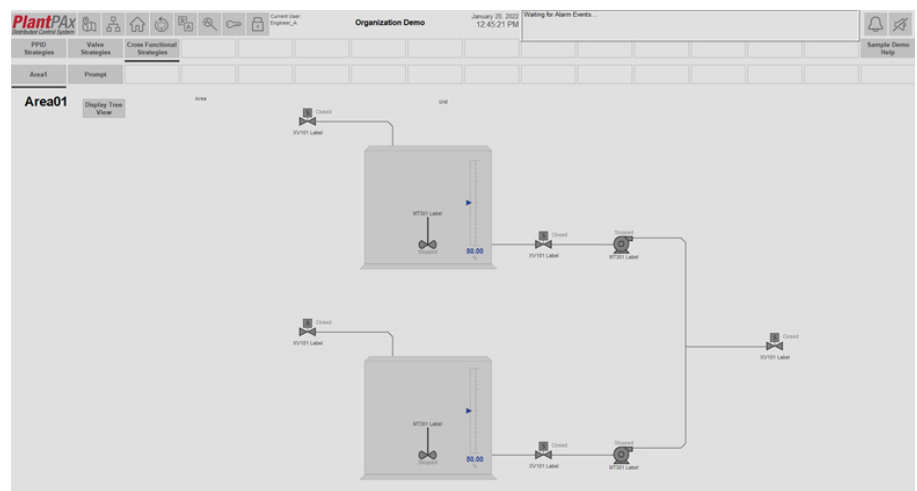 PlantPAx
Distributed Control System
Current User:
Engineer_A
Organization Demo
January 20, 2022
12:45:21 PM
Waiting for Alarm Events...
PPID
Strategies
Valve
Strategies
Cross Functional
Strategies
Sample Demo
Help
Area1
Prompt
Area01
Display Tree
View
Area
Unit
S
Closed
XV101 Label
MT301 Label
Stopped
50.00
%
S
Closed
XV101 Label
Stopped
MT301 Label
S
Closed
XV101 Label
S
Closed
XV101 Label
MT301 Label
Stopped
50.00
%
S
Closed
XV101 Label
Stopped
MT301 Label